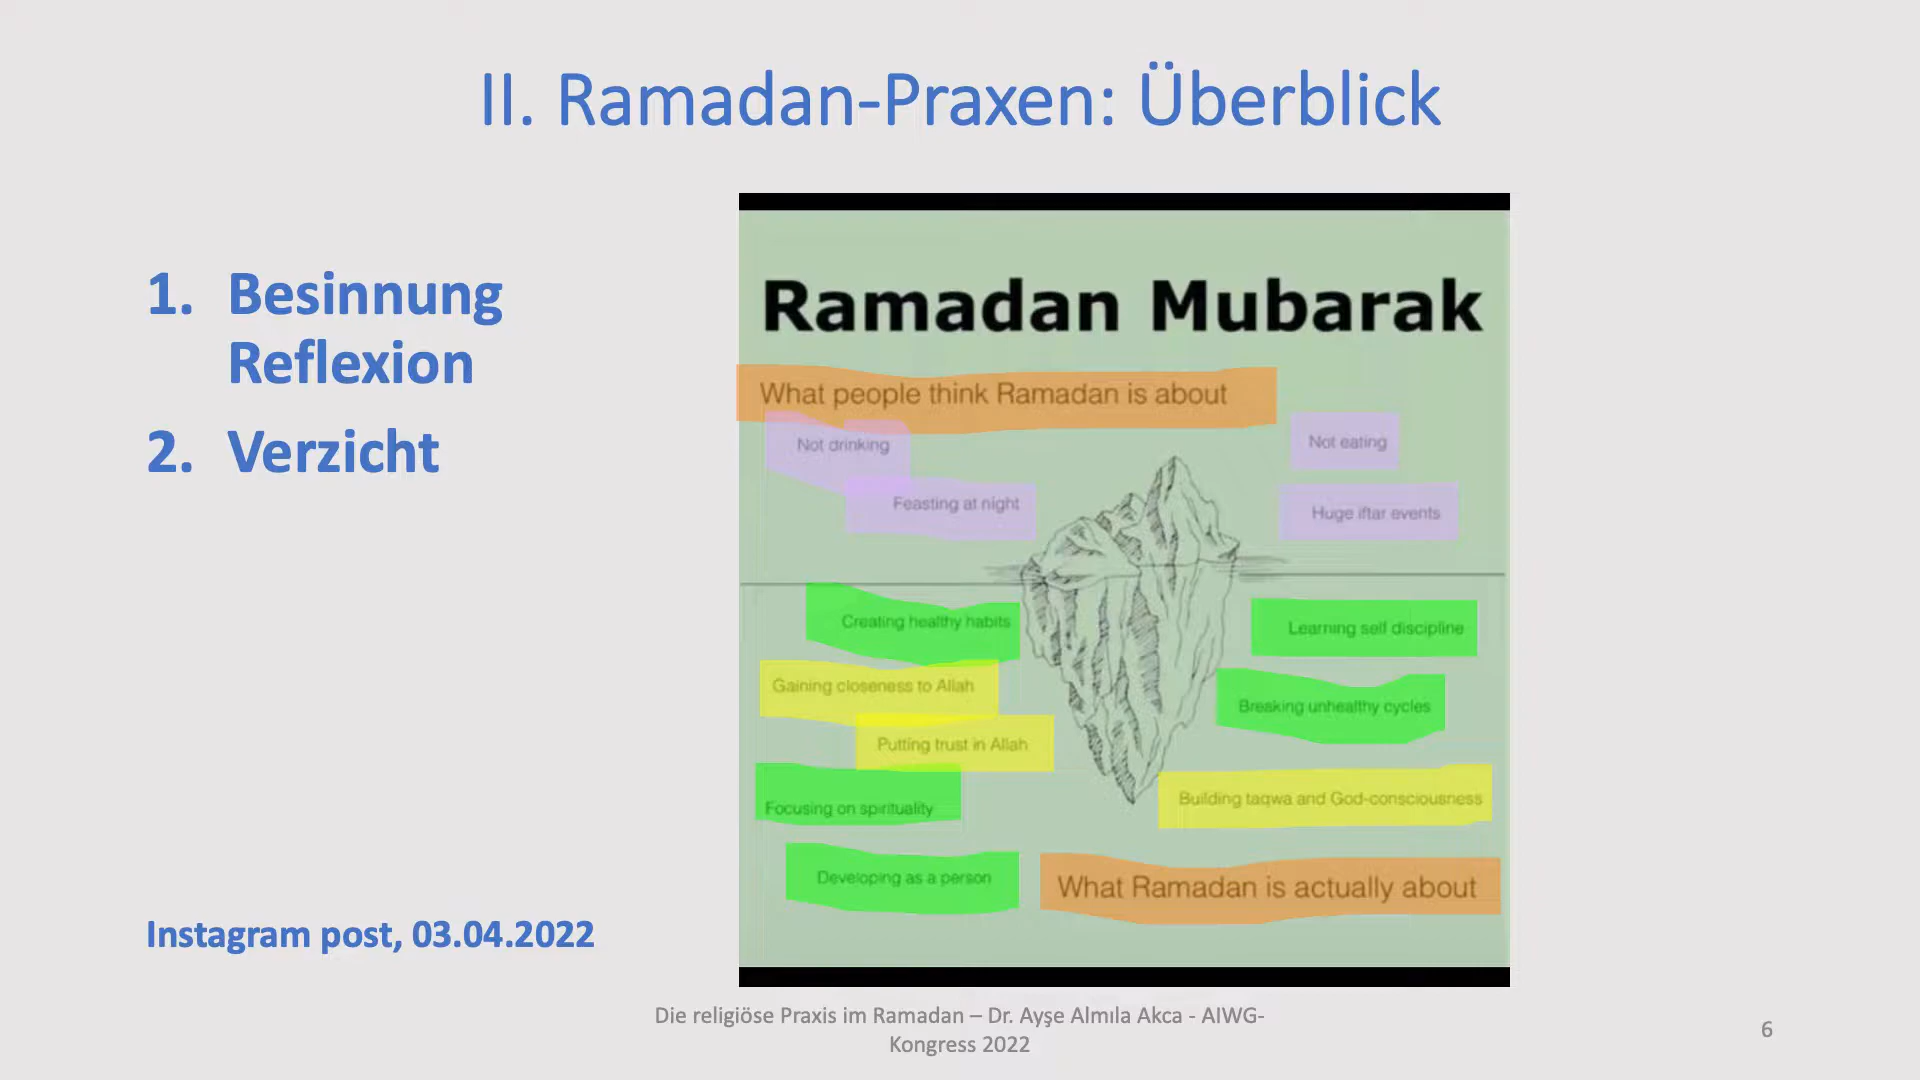 II. Ramadan-Praxen: Überblick
1. Besinnung
Reflexion
2. Verzicht
Instagram post, 03.04.2022
Ramadan Mubarak
What people think Ramadan is about
Not drinking
Not eating
Feasting at night
Huge iftar events
Creating healthy habits
Learning self discipline
Gaining closeness to Allah
Breaking unhealthy cycles
Putting trust in Allah
Building taqwa and God-consciousness
Focusing on spirituality
Developing as a person
What Ramadan is actually about
Die religiöse Praxis im Ramadan – Dr. Ayşe Almıla Akca - AIWG-
Kongress 2022
6